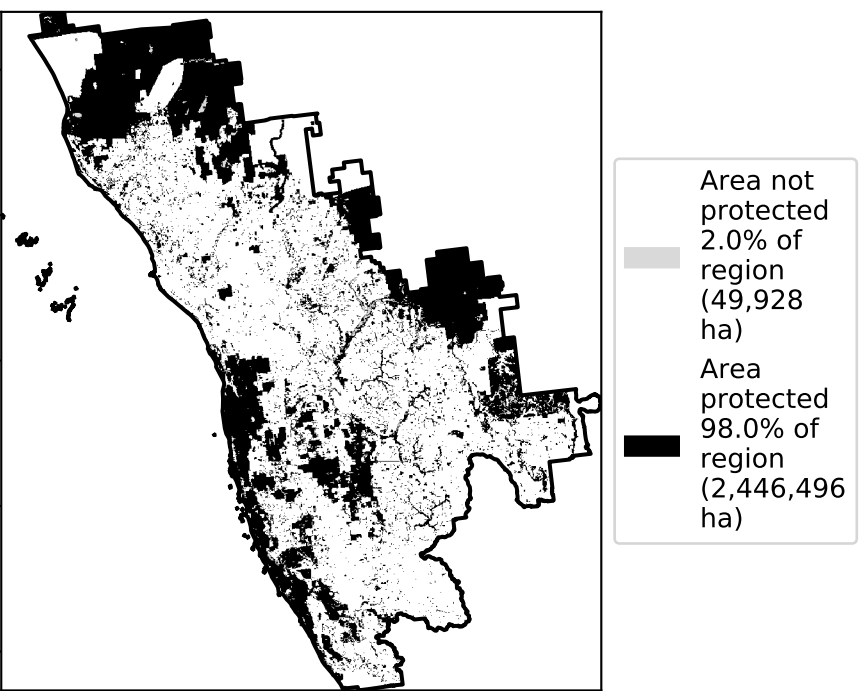 Area not
protected
2.0% of
region
(49,928
ha)
Area
protected
98.0% of
region
(2,446,496
ha)